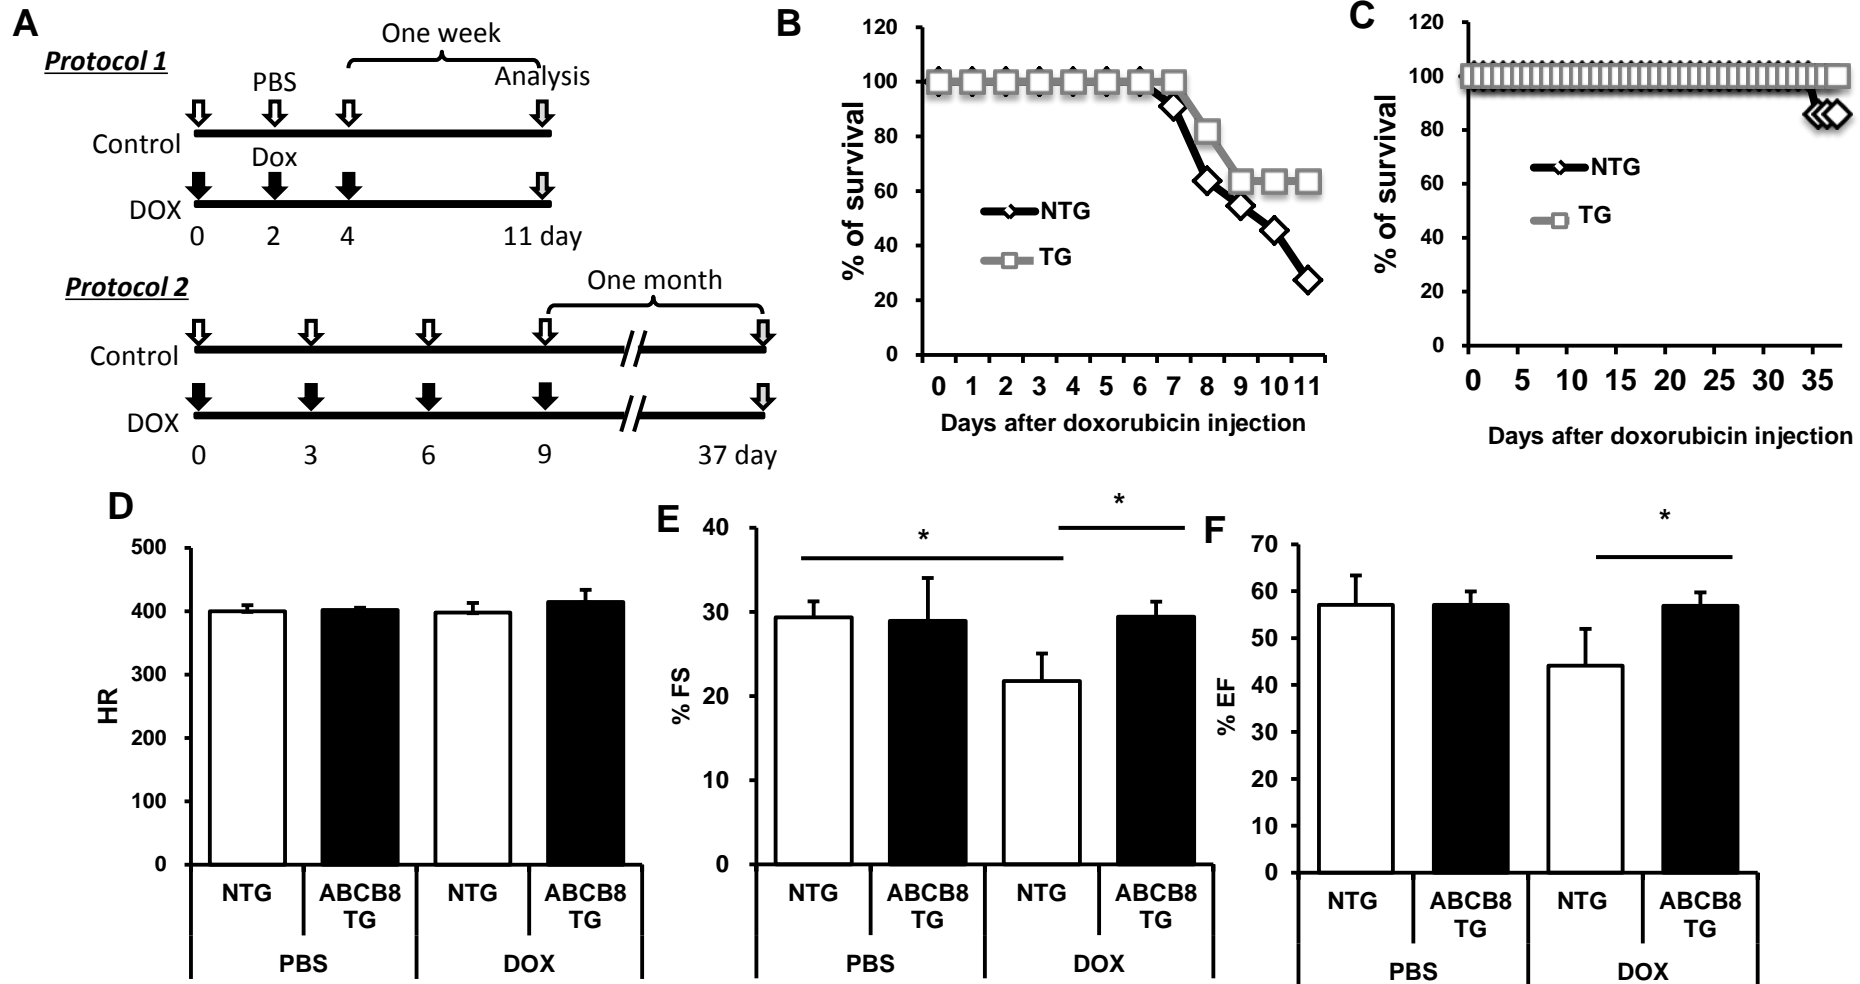 A
Protocol 1
One week
PBS
Analysis
Control
Dox
DOX
0 2 4 11 day
Protocol 2
One month
Control
DOX
0 3 6 9 37 day
B
% of survival
120
100
80
60
40
20
0
NTG
TG
0 1 2 3 4 5 6 7 8 9 10 11
Days after doxorubicin injection
C
% of survival
120
100
80
60
40
20
0
NTG
TG
0 5 10 15 20 25 30 35
Days after doxorubicin injection
D
HR
500
400
300
200
100
0
NTG ABCB8 NTG ABCB8
TG TG
PBS DOX
E
% FS
40
30
20
10
0
*
*
NTG ABCB8 NTG ABCB8
TG TG
PBS DOX
F
% EF
70
60
50
40
30
20
10
0
*
NTG ABCB8 NTG ABCB8
TG TG
PBS DOX